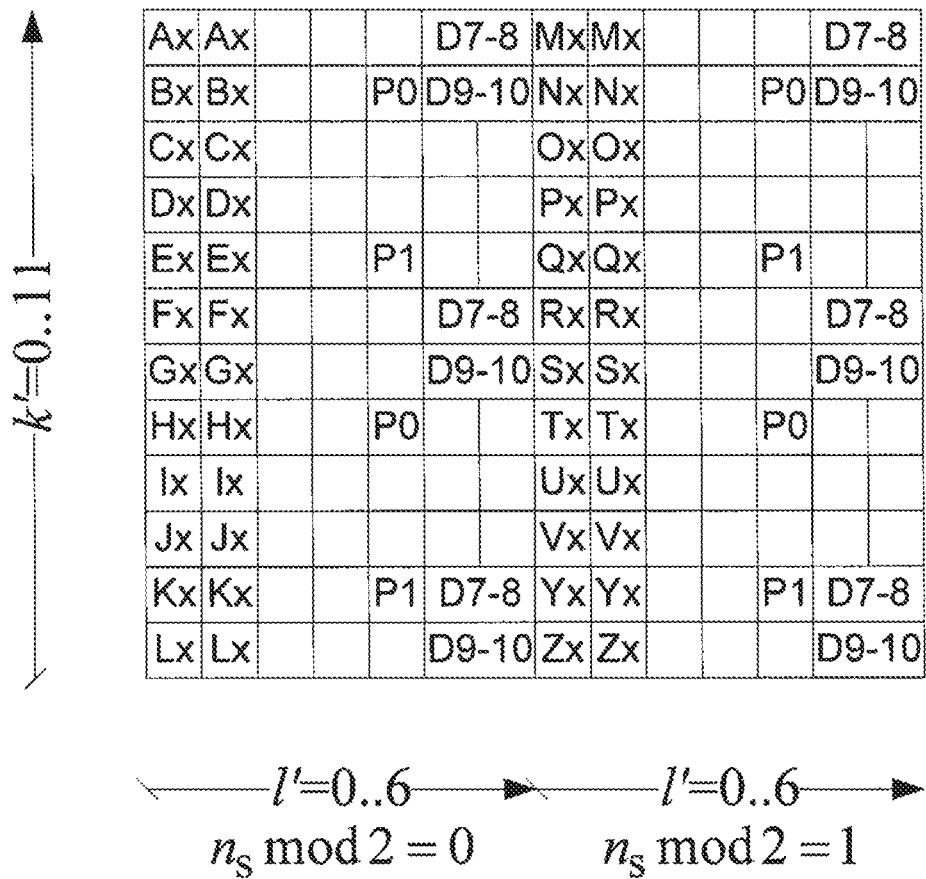 Ax Ax D7-8 Mx Mx D7-8
Bx Bx P0 D9-10 Nx Nx P0 D9-10
Cx Cx Ox Ox
Dx Dx Px Px
Ex Ex P1 Qx Qx P1
Fx Fx D7-8 Rx Rx D7-8
Gx Gx D9-10 Sx Sx D9-10
Hx Hx P0 Tx Tx P0
Ix Ix Ux Ux
Jx Jx Vx Vx
Kx Kx P1 D7-8 Yx Yx P1 D7-8
Lx Lx D9-10 Zx Zx D9-10
k'=0..11
l'=0..6 l'=0..6
nₛ mod 2 = 0 nₛ mod 2 = 1